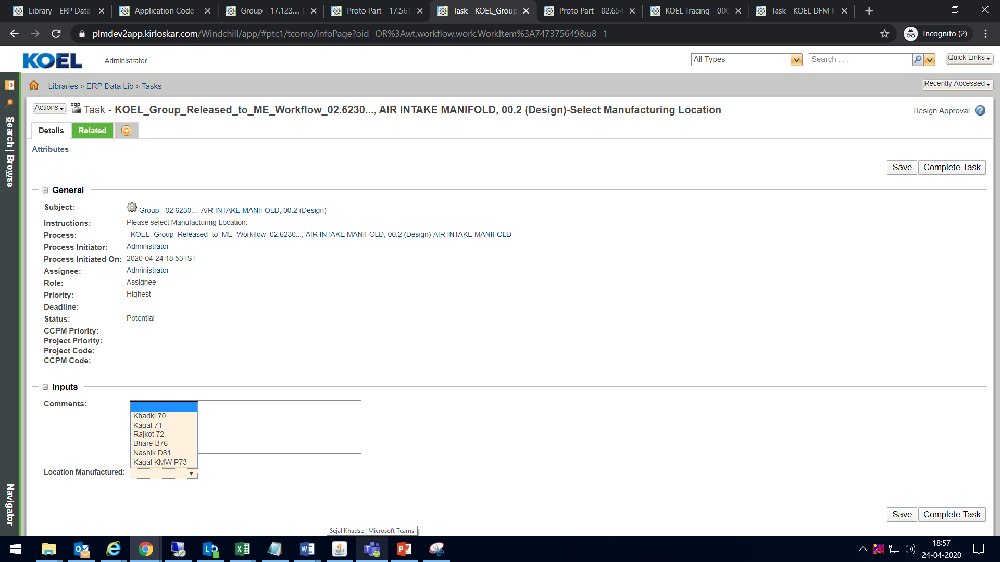 Library - ERP Data
Application Code -
Group - 17.123..., T
Proto Part - 17.561
Task - KOEL_Group
Proto Part - 02.654
KOEL Tracing - 000
Task - KOEL DFM K
plmdev2app.kirloskar.com/Windchill/app/#ptc1/tcomp/infoPage?oid=OR%3Awt.workflow.work.WorkItem%3A747375649&u8=1
Incognito (2)
KOEL
Administrator
All Types
Search . . .
Quick Links
Libraries > ERP Data Lib > Tasks
Recently Accessed
Search | Browse
Navigator
Actions
Task - KOEL_Group_Released_to_ME_Workflow_02.6230..., AIR INTAKE MANIFOLD, 00.2 (Design)-Select Manufacturing Location
Design Approval
Details
Related
Attributes
Save
Complete Task
General
Subject: Group - 02.6230..., AIR INTAKE MANIFOLD, 00.2 (Design)
Instructions: Please select Manufacturing Location.
Process: KOEL_Group_Released_to_ME_Workflow_02.6230..., AIR INTAKE MANIFOLD, 00.2 (Design)-AIR INTAKE MANIFOLD
Process Initiator: Administrator
Process Initiated On: 2020-04-24 18:53 IST
Assignee: Administrator
Role: Assignee
Priority: Highest
Deadline:
Status: Potential
CCPM Priority:
Project Priority:
Project Code:
CCPM Code:
Inputs
Comments:
Khadki 70
Kagal 71
Rajkot 72
Bhare B76
Nashik D81
Kagal KMW P73
Location Manufactured:
Save
Complete Task
Sejal Khadse | Microsoft Teams
18:57
24-04-2020